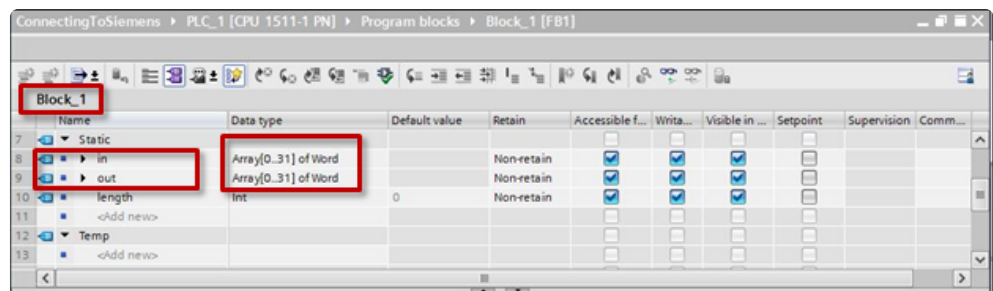 ConnectingToSiemens ▸ PLC_1 [CPU 1511-1 PN] ▸ Program blocks ▸ Block_1 [FB1]
Block_1
Name Data type Default value Retain Accessible f... Writa... Visible in ... Setpoint Supervision Comm...
7 Static
8 in Array[0..31] of Word Non-retain
9 out Array[0..31] of Word Non-retain
10 length Int 0 Non-retain
11 <Add new>
12 Temp
13 <Add new>